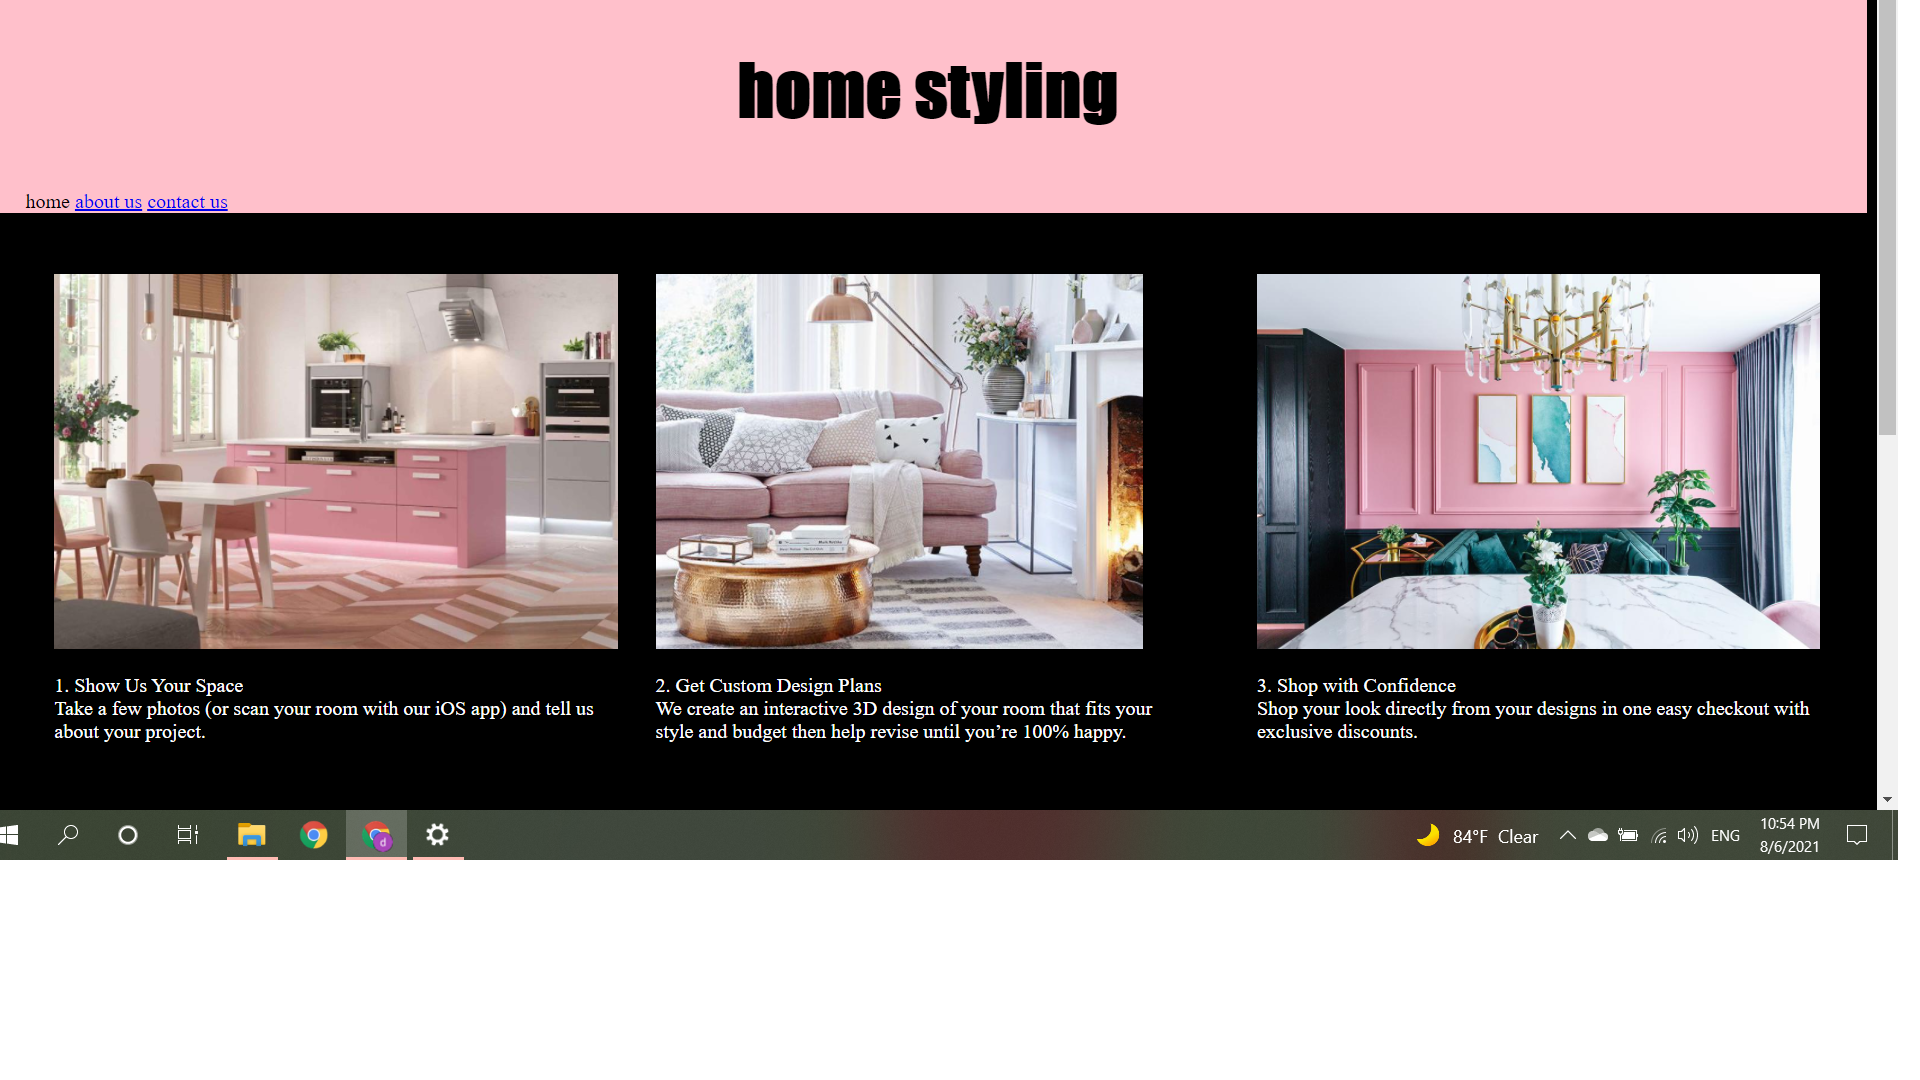 home styling
home about us contact us
1. Show Us Your Space
Take a few photos (or scan your room with our iOS app) and tell us
about your project.
2. Get Custom Design Plans
We create an interactive 3D design of your room that fits your
style and budget then help revise until you’re 100% happy.
3. Shop with Confidence
Shop your look directly from your designs in one easy checkout with
exclusive discounts.
d
84°F Clear
ENG
10:54 PM
8/6/2021